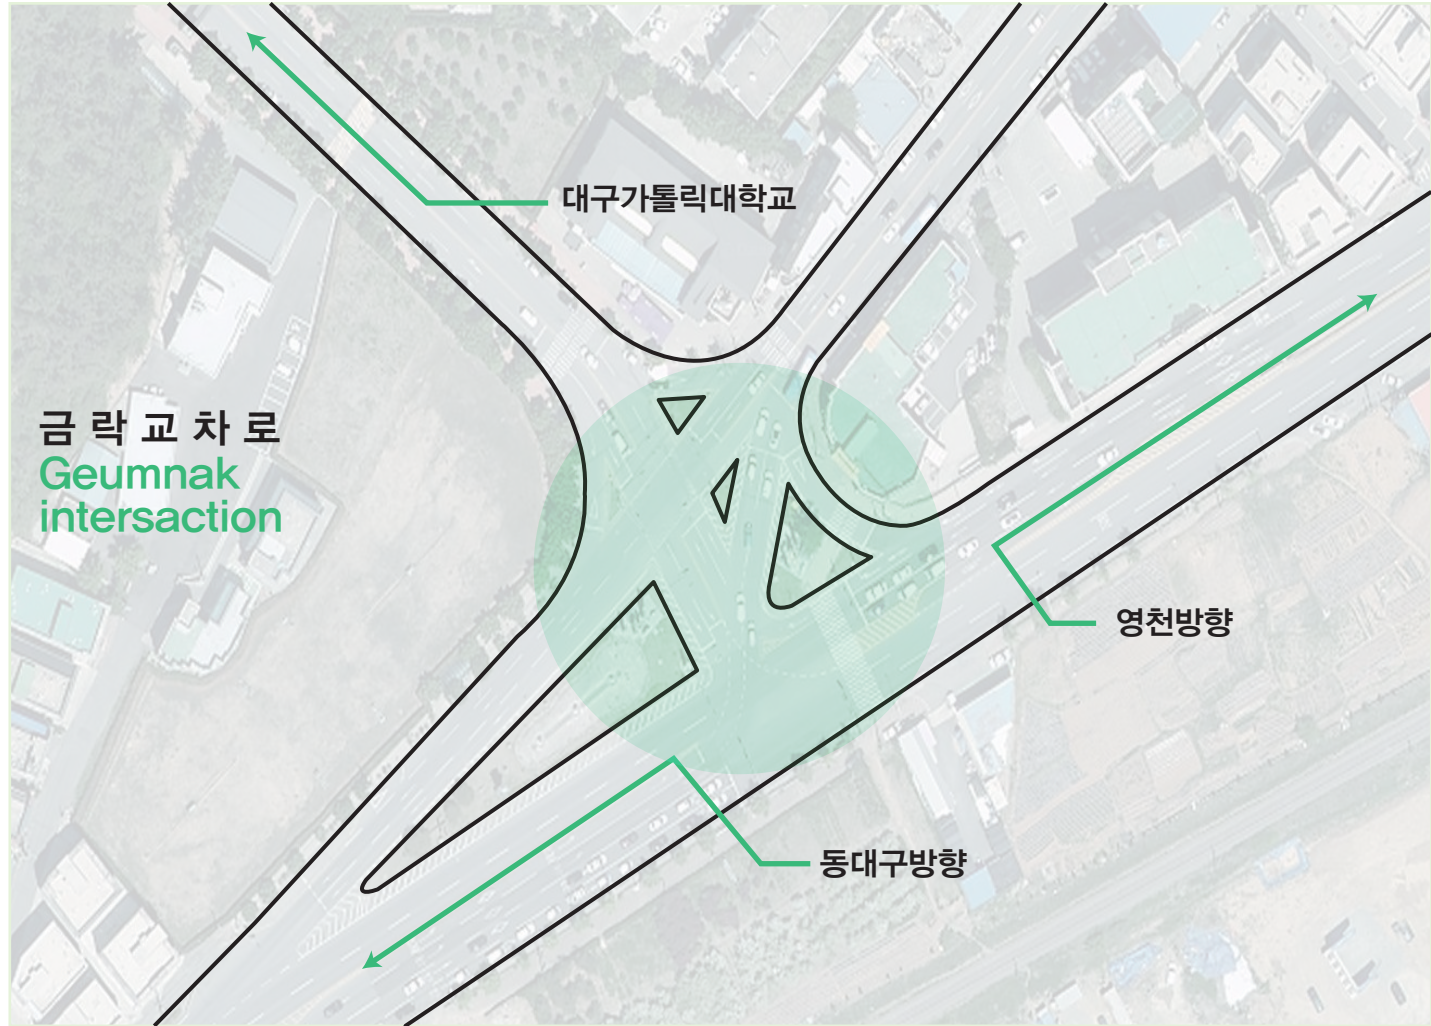 대구가톨릭대학교
금락교차로
Geumnak
intersaction
영천방향
동대구방향